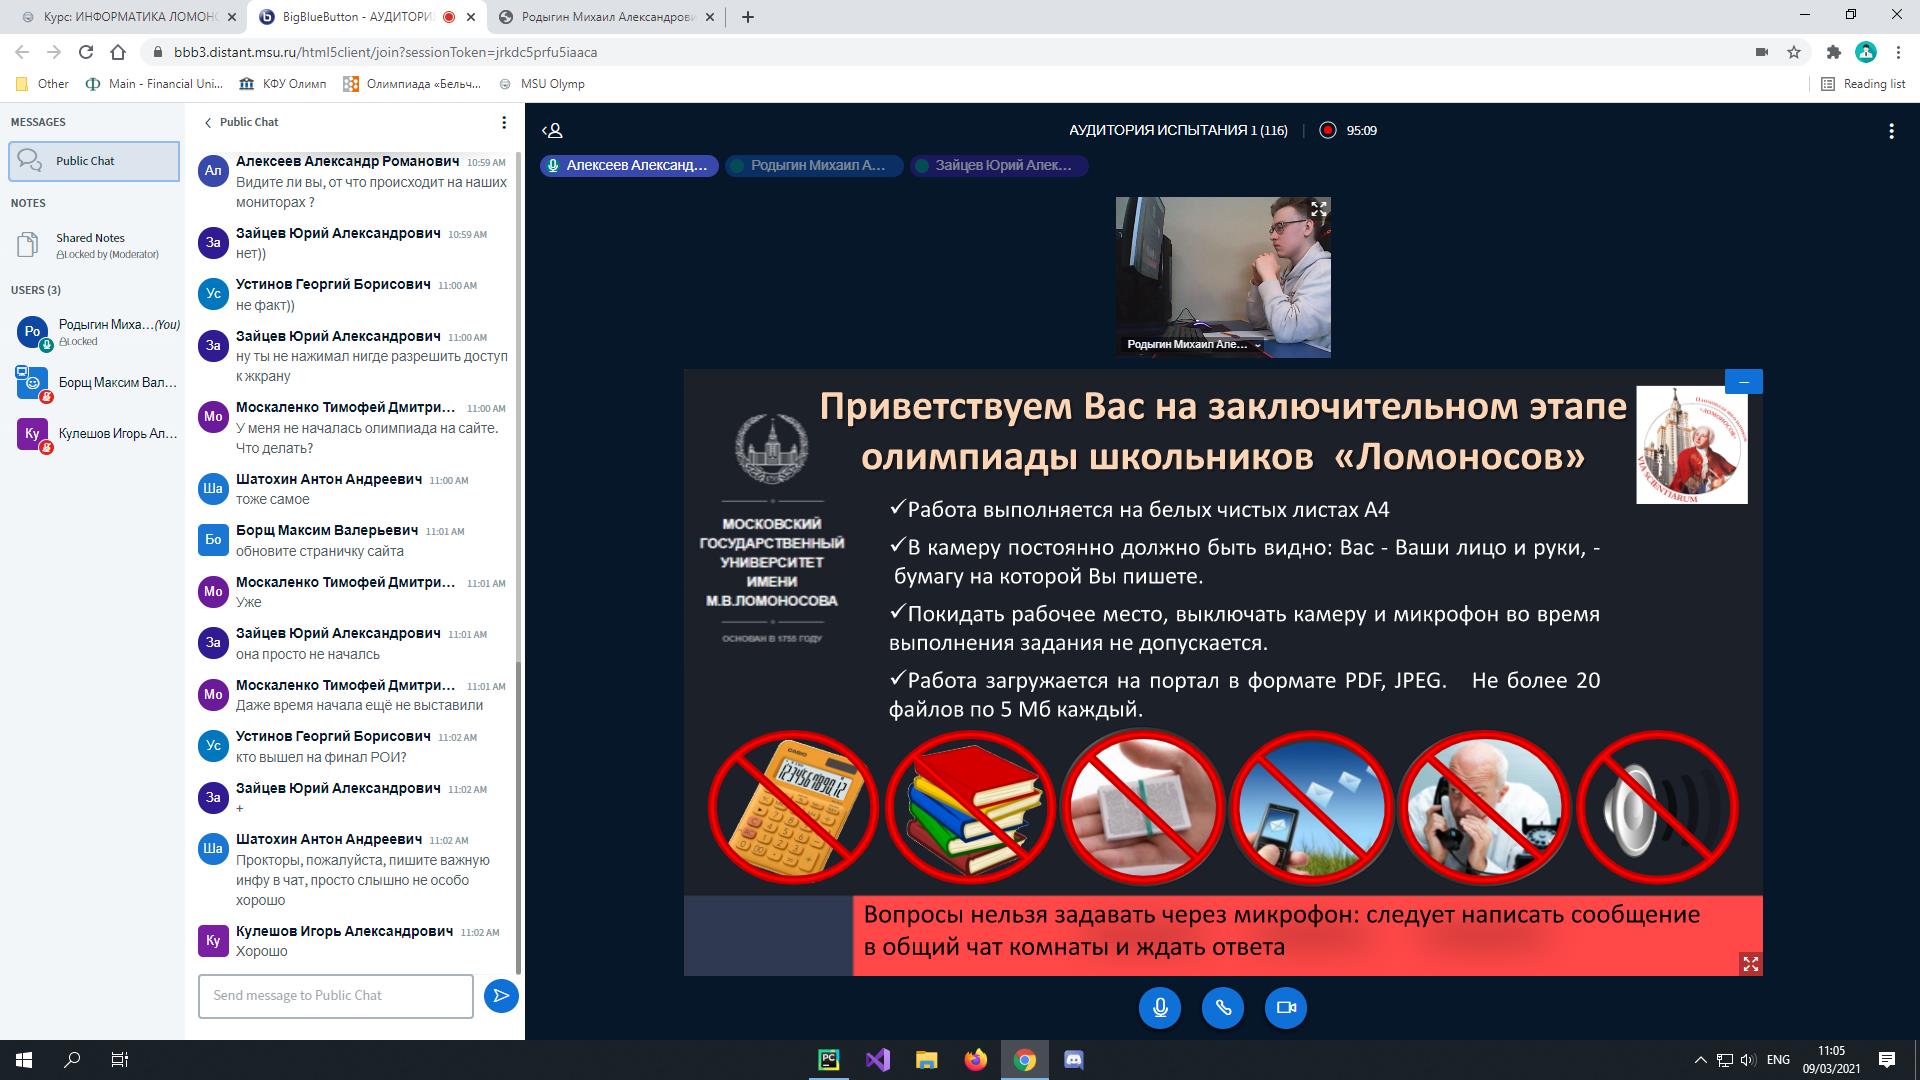 Курс: ИНФОРМАТИКА ЛОМОНО
BigBlueButton - АУДИТОРИ
Родыгин Михаил Александрови
bbb3.distant.msu.ru/html5client/join?sessionToken=jrkdc5prfu5iaaca
Other
Main - Financial Uni...
КФУ Олимп
Олимпиада «Бельч...
MSU Olymp
Reading list
MESSAGES
Public Chat
NOTES
Shared Notes
Locked by (Moderator)
USERS (3)
Ро
Родыгин Миха...(You)
Locked
Борщ Максим Вал...
Ку
Кулешов Игорь Ал...
Public Chat
Ал
Алексеев Александр Романович 10:59 AM
Видите ли вы, от что происходит на наших
мониторах ?
За
Зайцев Юрий Александрович 10:59 AM
нет))
Ус
Устинов Георгий Борисович 11:00 AM
не факт))
За
Зайцев Юрий Александрович 11:00 AM
ну ты не нажимал нигде разрешить доступ
к жкрану
Мо
Москаленко Тимофей Дмитри... 11:00 AM
У меня не началась олимпиада на сайте.
Что делать?
Ша
Шатохин Антон Андреевич 11:00 AM
тоже самое
Бо
Борщ Максим Валерьевич 11:01 AM
обновите страничку сайта
Мо
Москаленко Тимофей Дмитри... 11:01 AM
Уже
За
Зайцев Юрий Александрович 11:01 AM
она просто не началсь
Мо
Москаленко Тимофей Дмитри... 11:01 AM
Даже время начала ещё не выставили
Ус
Устинов Георгий Борисович 11:02 AM
кто вышел на финал РОИ?
За
Зайцев Юрий Александрович 11:02 AM
+
Ша
Шатохин Антон Андреевич 11:02 AM
Прокторы, пожалуйста, пишите важную
инфу в чат, просто слышно не особо
хорошо
Ку
Кулешов Игорь Александрович 11:02 AM
Хорошо
Send message to Public Chat
АУДИТОРИЯ ИСПЫТАНИЯ 1 (116)
95:09
Алексеев Александ...
Родыгин Михаил А...
Зайцев Юрий Алек...
Родыгин Михаил Але...
Приветствуем Вас на заключительном этапе
олимпиады школьников «Ломоносов»
МОСКОВСКИЙ
ГОСУДАРСТВЕННЫЙ
УНИВЕРСИТЕТ
ИМЕНИ
М.В.ЛОМОНОСОВА
ОСНОВАН В 1755 ГОДУ
✓Работа выполняется на белых чистых листах А4
✓В камеру постоянно должно быть видно: Вас - Ваши лицо и руки, -
бумагу на которой Вы пишете.
✓Покидать рабочее место, выключать камеру и микрофон во время
выполнения задания не допускается.
✓Работа загружается на портал в формате PDF, JPEG. Не более 20
файлов по 5 Мб каждый.
VIA SCIENTIARUM
CASIO
Вопросы нельзя задавать через микрофон: следует написать сообщение
в общий чат комнаты и ждать ответа
PC
ENG
11:05
09/03/2021